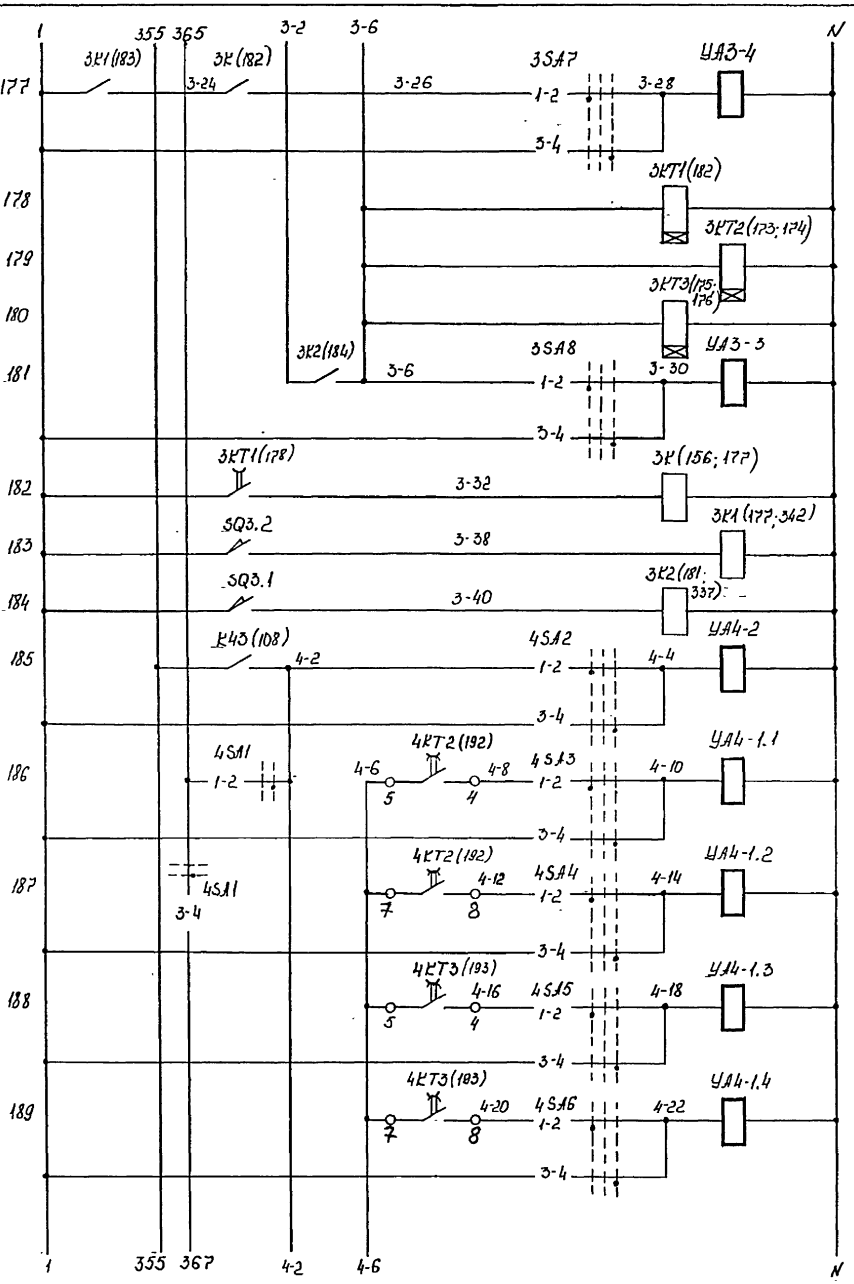 1 355 365 3-2 3-6 N
3К1(183) 3К(182) 3SA7 УА3-4
177 3-24 3-26 1-2 3-28
3-4
178 3КТ1(182)
179 3КТ2(173;174)
180 3КТ3(175;
176)
3К2(184) 3SA8 УА3-3
181 3-6 1-2 3-30
3-4
3КТ1(178) 3К(156; 177)
182 3-32
SQ3.2 3К1(177;342)
183 3-38
SQ3.1 3К2(181;
337)
184 3-40
К43(108) 4SA2 УА4-2
185 4-2 1-2 4-4
3-4
4SA1 4КТ2(192) 4SA3 УА4-1.1
186 1-2 4-6 4-8 1-2 4-10
5 4
3-4
4КТ2(192) 4SA4 УА4-1.2
187 4SA1 4-12 1-2 4-14
3-4 7 8
3-4
4КТ3(193) 4SA5 УА4-1.3
188 4-16 1-2 4-18
5 4
3-4
4КТ3(193) 4SA6 УА4-1.4
189 4-20 1-2 4-22
7 8
3-4
1 355 367 4-2 4-6 N